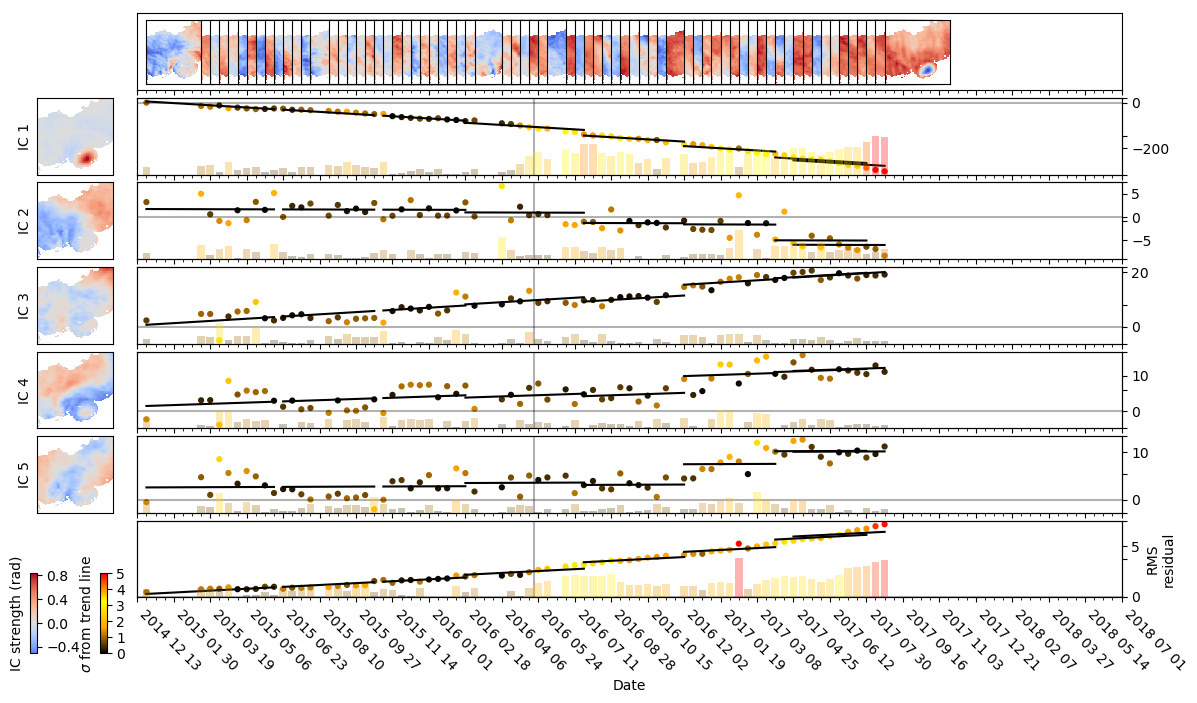 IC 1
0
−200
IC 2
5
0
−5
IC 3
20
0
IC 4
10
0
IC 5
10
0
RMS
residual
5
0
IC strength (rad)
0.8
0.4
0.0
−0.4
σ from trend line
5
4
3
2
1
0
2014 12 13
2015 01 30
2015 03 19
2015 05 06
2015 06 23
2015 08 10
2015 09 27
2015 11 14
2016 01 01
2016 02 18
2016 04 06
2016 05 24
2016 07 11
2016 08 28
2016 10 15
2016 12 02
2017 01 19
2017 03 08
2017 04 25
2017 06 12
2017 07 30
2017 09 16
2017 11 03
2017 12 21
2018 02 07
2018 03 27
2018 05 14
2018 07 01
Date